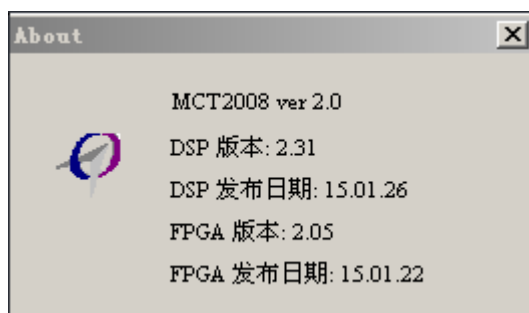 About
MCT2008 ver 2.0
DSP 版本: 2.31
DSP 发布日期: 15.01.26
FPGA 版本: 2.05
FPGA 发布日期: 15.01.22